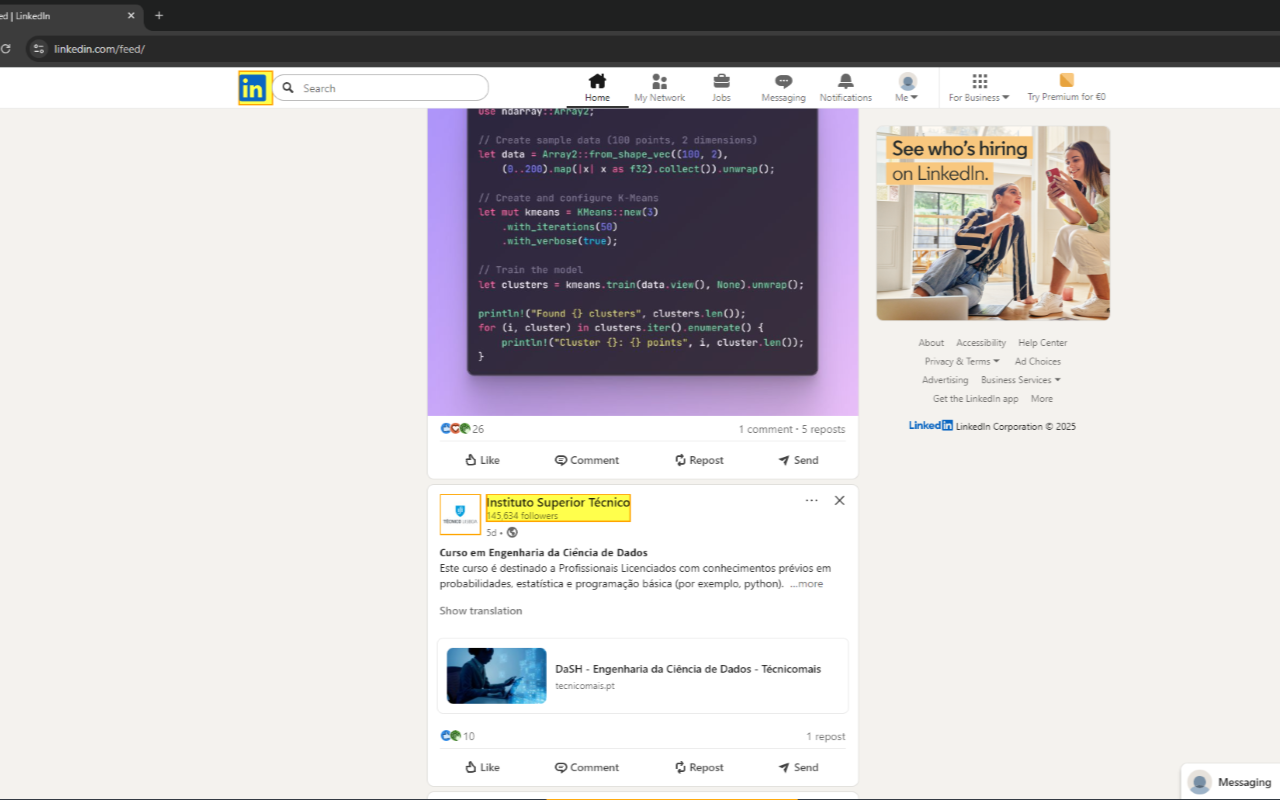 ed | LinkedIn
linkedin.com/feed/
in
Search
Home
My Network
Jobs
Messaging
Notifications
Me
For Business
Try Premium for €0
use ndarray::Array2;
// Create sample data (100 points, 2 dimensions)
let data = Array2::from_shape_vec((100, 2),
(0..200).map(|x| x as f32).collect()).unwrap();
// Create and configure K-Means
let mut kmeans = KMeans::new(3)
.with_iterations(50)
.with_verbose(true);
// Train the model
let clusters = kmeans.train(data.view(), None).unwrap();
println!("Found {} clusters", clusters.len());
for (i, cluster) in clusters.iter().enumerate() {
println!("Cluster {}: {} points", i, cluster.len());
}
26
1 comment • 5 reposts
Like
Comment
Repost
Send
Instituto Superior Técnico
145,634 followers
5d •
TÉCNICO LISBOA
Curso em Engenharia da Ciência de Dados
Este curso é destinado a Profissionais Licenciados com conhecimentos prévios em
probabilidades, estatística e programação básica (por exemplo, python). ...more
Show translation
DaSH - Engenharia da Ciência de Dados - Técnicomais
tecnicomais.pt
10
1 repost
Like
Comment
Repost
Send
See who's hiring
on LinkedIn.
About
Accessibility
Help Center
Privacy & Terms
Ad Choices
Advertising
Business Services
Get the LinkedIn app
More
LinkedIn LinkedIn Corporation © 2025
Messaging